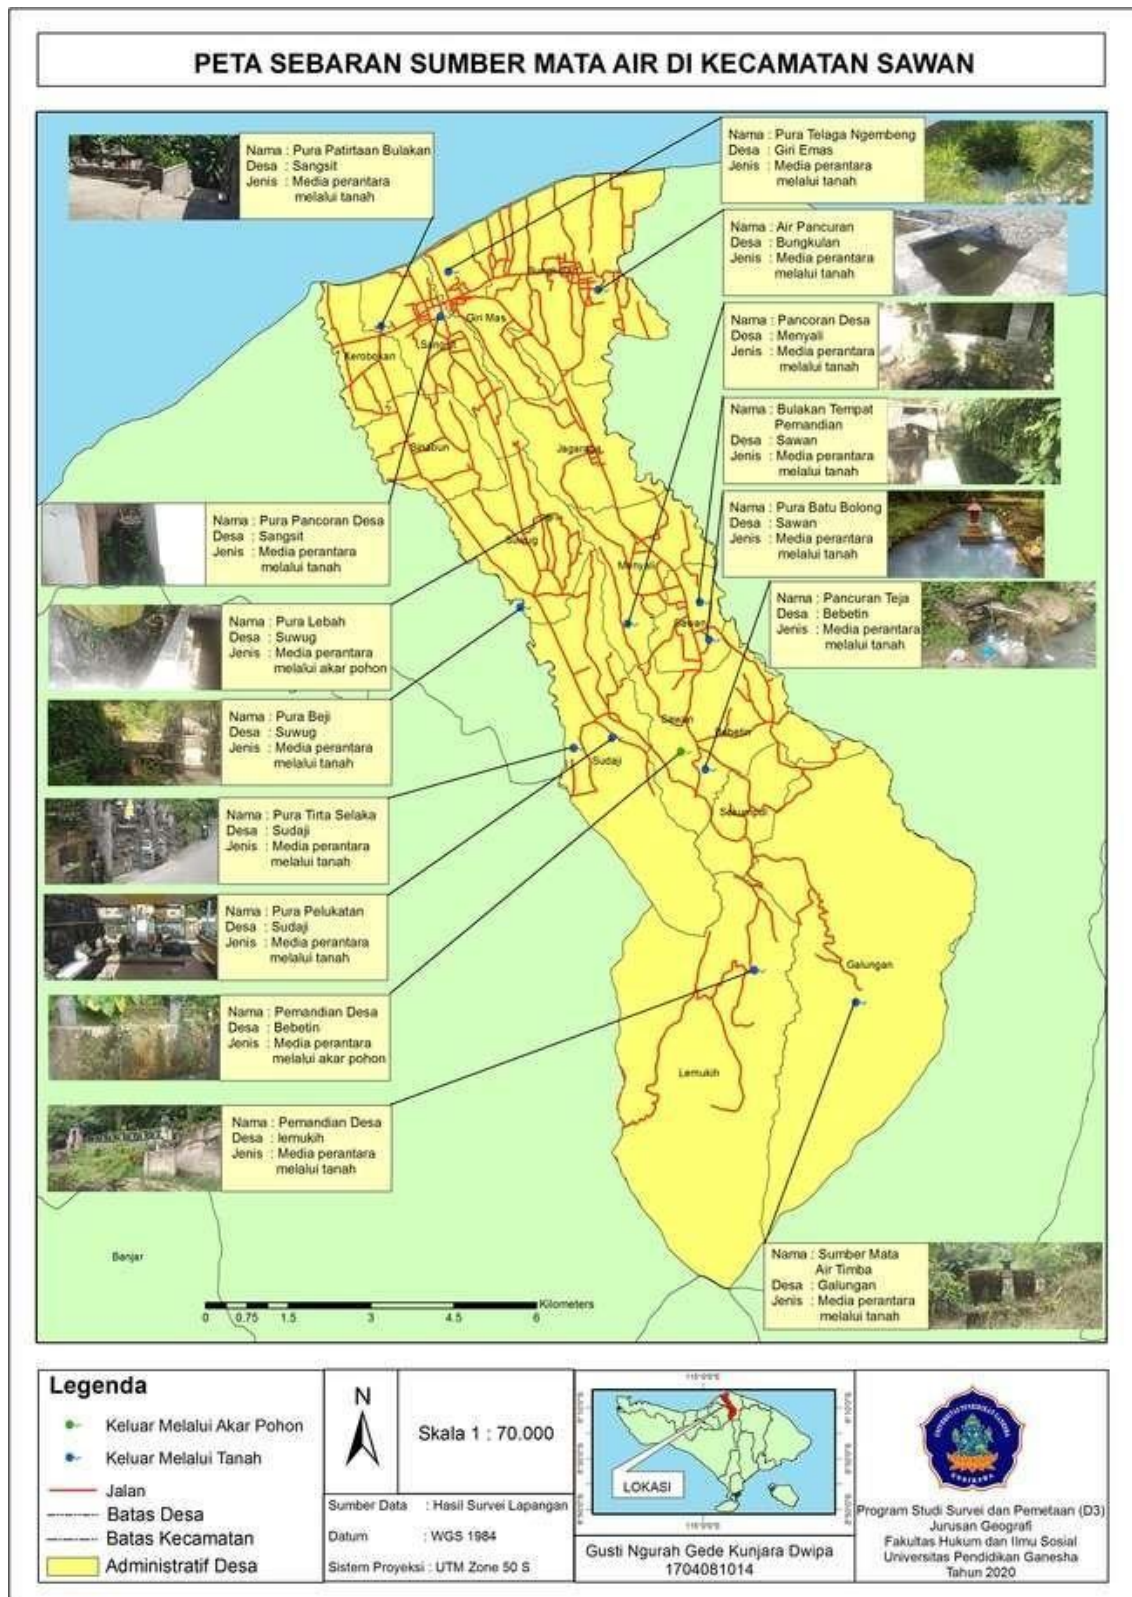 PETA SEBARAN SUMBER MATA AIR DI KECAMATAN SAWAN
Nama : Pura Patirtaan Bulakan
Desa : Sangsit
Jenis : Media perantara
melalui tanah
Nama : Pura Telaga Ngembeng
Desa : Giri Emas
Jenis : Media perantara
melalui tanah
Nama : Air Pancuran
Desa : Bungkulan
Jenis : Media perantara
melalui tanah
Nama : Pancoran Desa
Desa : Menyali
Jenis : Media perantara
melalui tanah
Nama : Bulakan Tempat
Pemandian
Desa : Sawan
Jenis : Media perantara
melalui tanah
Nama : Pura Batu Bolong
Desa : Sawan
Jenis : Media perantara
melalui tanah
Nama : Pancuran Teja
Desa : Bebetin
Jenis : Media perantara
melalui tanah
Nama : Pura Pancoran Desa
Desa : Sangsit
Jenis : Media perantara
melalui tanah
Nama : Pura Lebah
Desa : Suwug
Jenis : Media perantara
melalui akar pohon
Nama : Pura Beji
Desa : Suwug
Jenis : Media perantara
melalui tanah
Nama : Pura Tirta Selaka
Desa : Sudaji
Jenis : Media perantara
melalui tanah
Nama : Pura Pelukatan
Desa : Sudaji
Jenis : Media perantara
melalui tanah
Nama : Pemandian Desa
Desa : Bebetin
Jenis : Media perantara
melalui akar pohon
Nama : Pemandian Desa
Desa : lemukih
Jenis : Media perantara
melalui tanah
Nama : Sumber Mata
Air Timba
Desa : Galungan
Jenis : Media perantara
melalui tanah
Giri Mas
Sangsit
Kerobokan
Sinabun
Jagaraga
Suwug
Menyali
Sawan
Sawan
Bebetin
Sudaji
Sekumpul
Galungan
Lemukih
Banjar
Kilometers
0 0.75 1.5 3 4.5 6
Legenda
Keluar Melalui Akar Pohon
Keluar Melalui Tanah
Jalan
Batas Desa
Batas Kecamatan
Administratif Desa
N
Skala 1 : 70.000
Sumber Data : Hasil Survei Lapangan
Datum : WGS 1984
Sistem Proyeksi : UTM Zone 50 S
LOKASI
Gusti Ngurah Gede Kunjara Dwipa
1704081014
UNIVERSITAS PENDIDIKAN GANESHA
UNDIKSHA
Program Studi Survei dan Pemetaan (D3)
Jurusan Geografi
Fakultas Hukum dan Ilmu Sosial
Universitas Pendidikan Ganesha
Tahun 2020